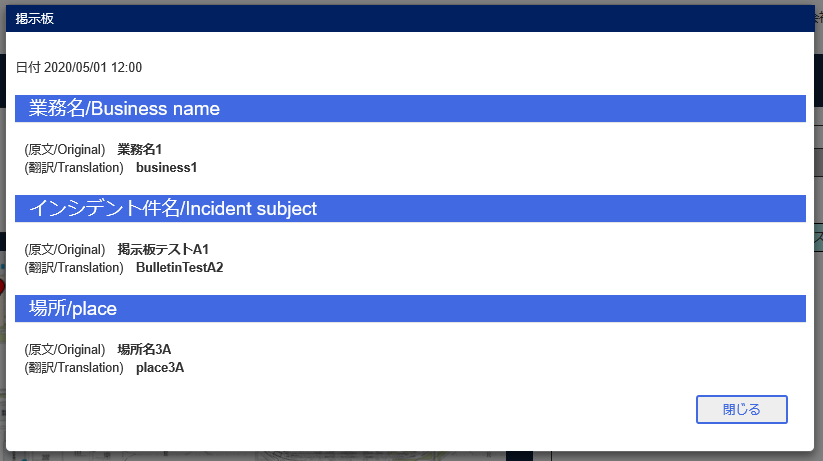 掲示板
日付 2020/05/01 12:00
業務名/Business name
(原文/Original) 業務名1
(翻訳/Translation) business1
インシデント件名/Incident subject
(原文/Original) 掲示板テストA1
(翻訳/Translation) BulletinTestA2
場所/place
(原文/Original) 場所名3A
(翻訳/Translation) place3A
閉じる